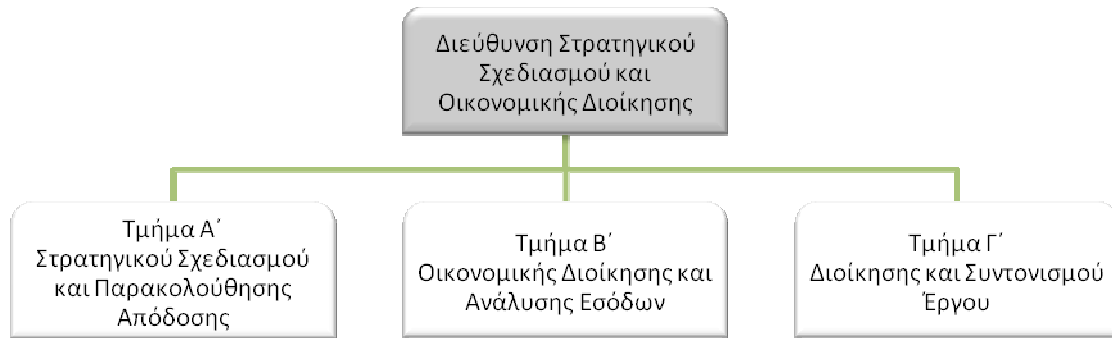 Διεύθυνση Στρατηγικού
Σχεδιασμού και
Οικονομικής Διοίκησης
Τμήμα Α΄
Στρατηγικού Σχεδιασμού
και Παρακολούθησης
Απόδοσης
Τμήμα Β΄
Οικονομικής Διοίκησης και
Ανάλυσης Εσόδων
Τμήμα Γ΄
Διοίκησης και Συντονισμού
Έργου